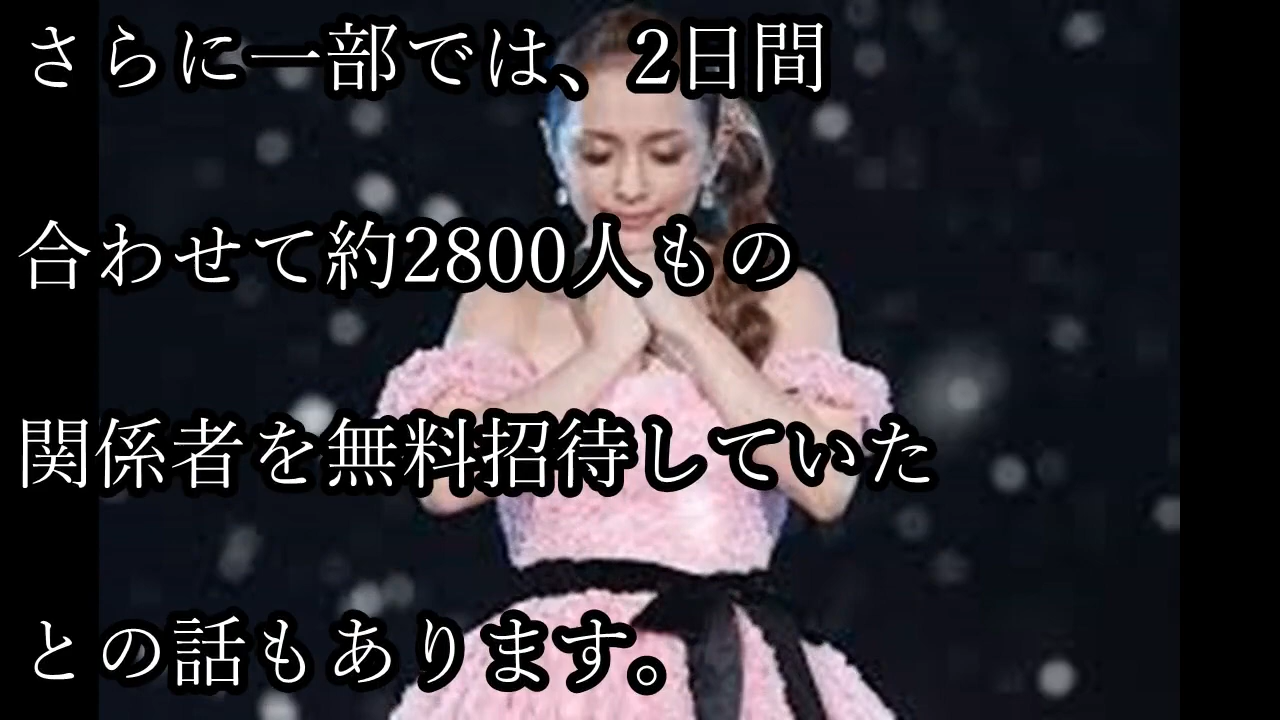 さらに一部では、2日間
合わせて約2800人もの
関係者を無料招待していた
との話もあります。